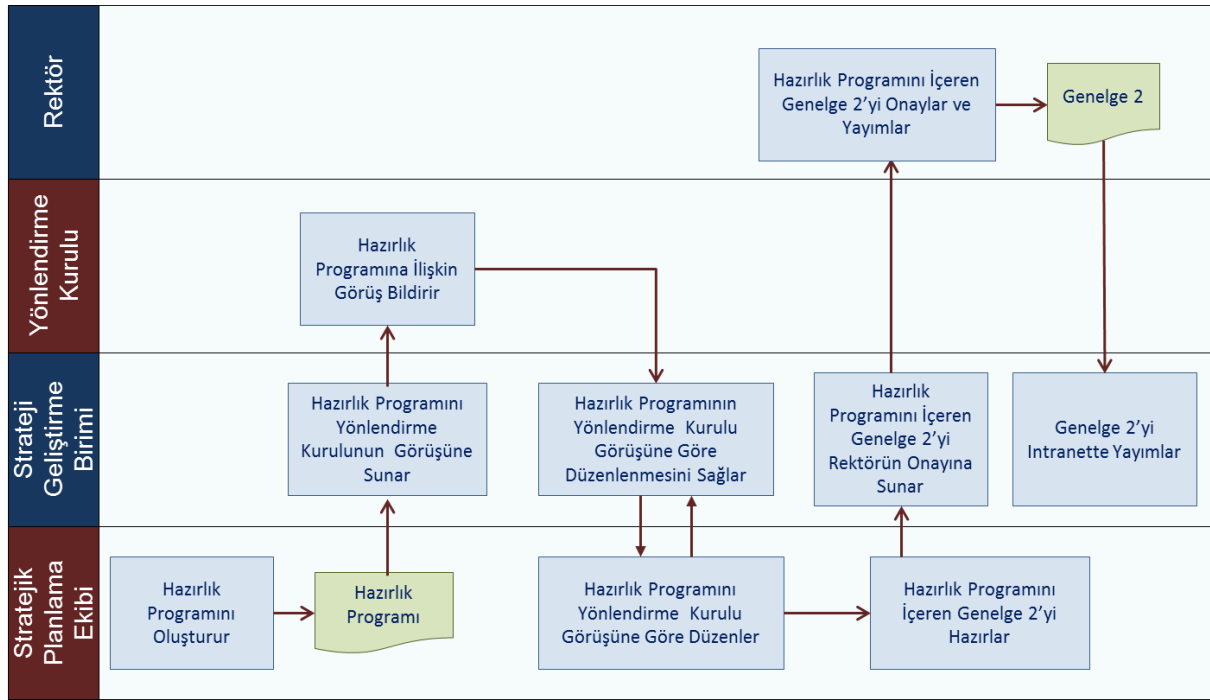 Rektör
Hazırlık Programını İçeren
Genelge 2'yi Onaylar ve
Yayımlar
Genelge 2
Yönlendirme
Kurulu
Hazırlık
Programına İlişkin
Görüş Bildirir
Strateji
Geliştirme
Birimi
Hazırlık Programını
Yönlendirme
Kurulunun Görüşüne
Sunar
Hazırlık Programının
Yönlendirme Kurulu
Görüşüne Göre
Düzenlenmesini Sağlar
Hazırlık
Programını İçeren
Genelge 2'yi
Rektörün Onayına
Sunar
Genelge 2'yi
Intranette Yayımlar
Stratejik
Planlama
Ekibi
Hazırlık
Programını
Oluşturur
Hazırlık
Programı
Hazırlık Programını
Yönlendirme Kurulu
Görüşüne Göre Düzenler
Hazırlık Programını
İçeren Genelge 2'yi
Hazırlar